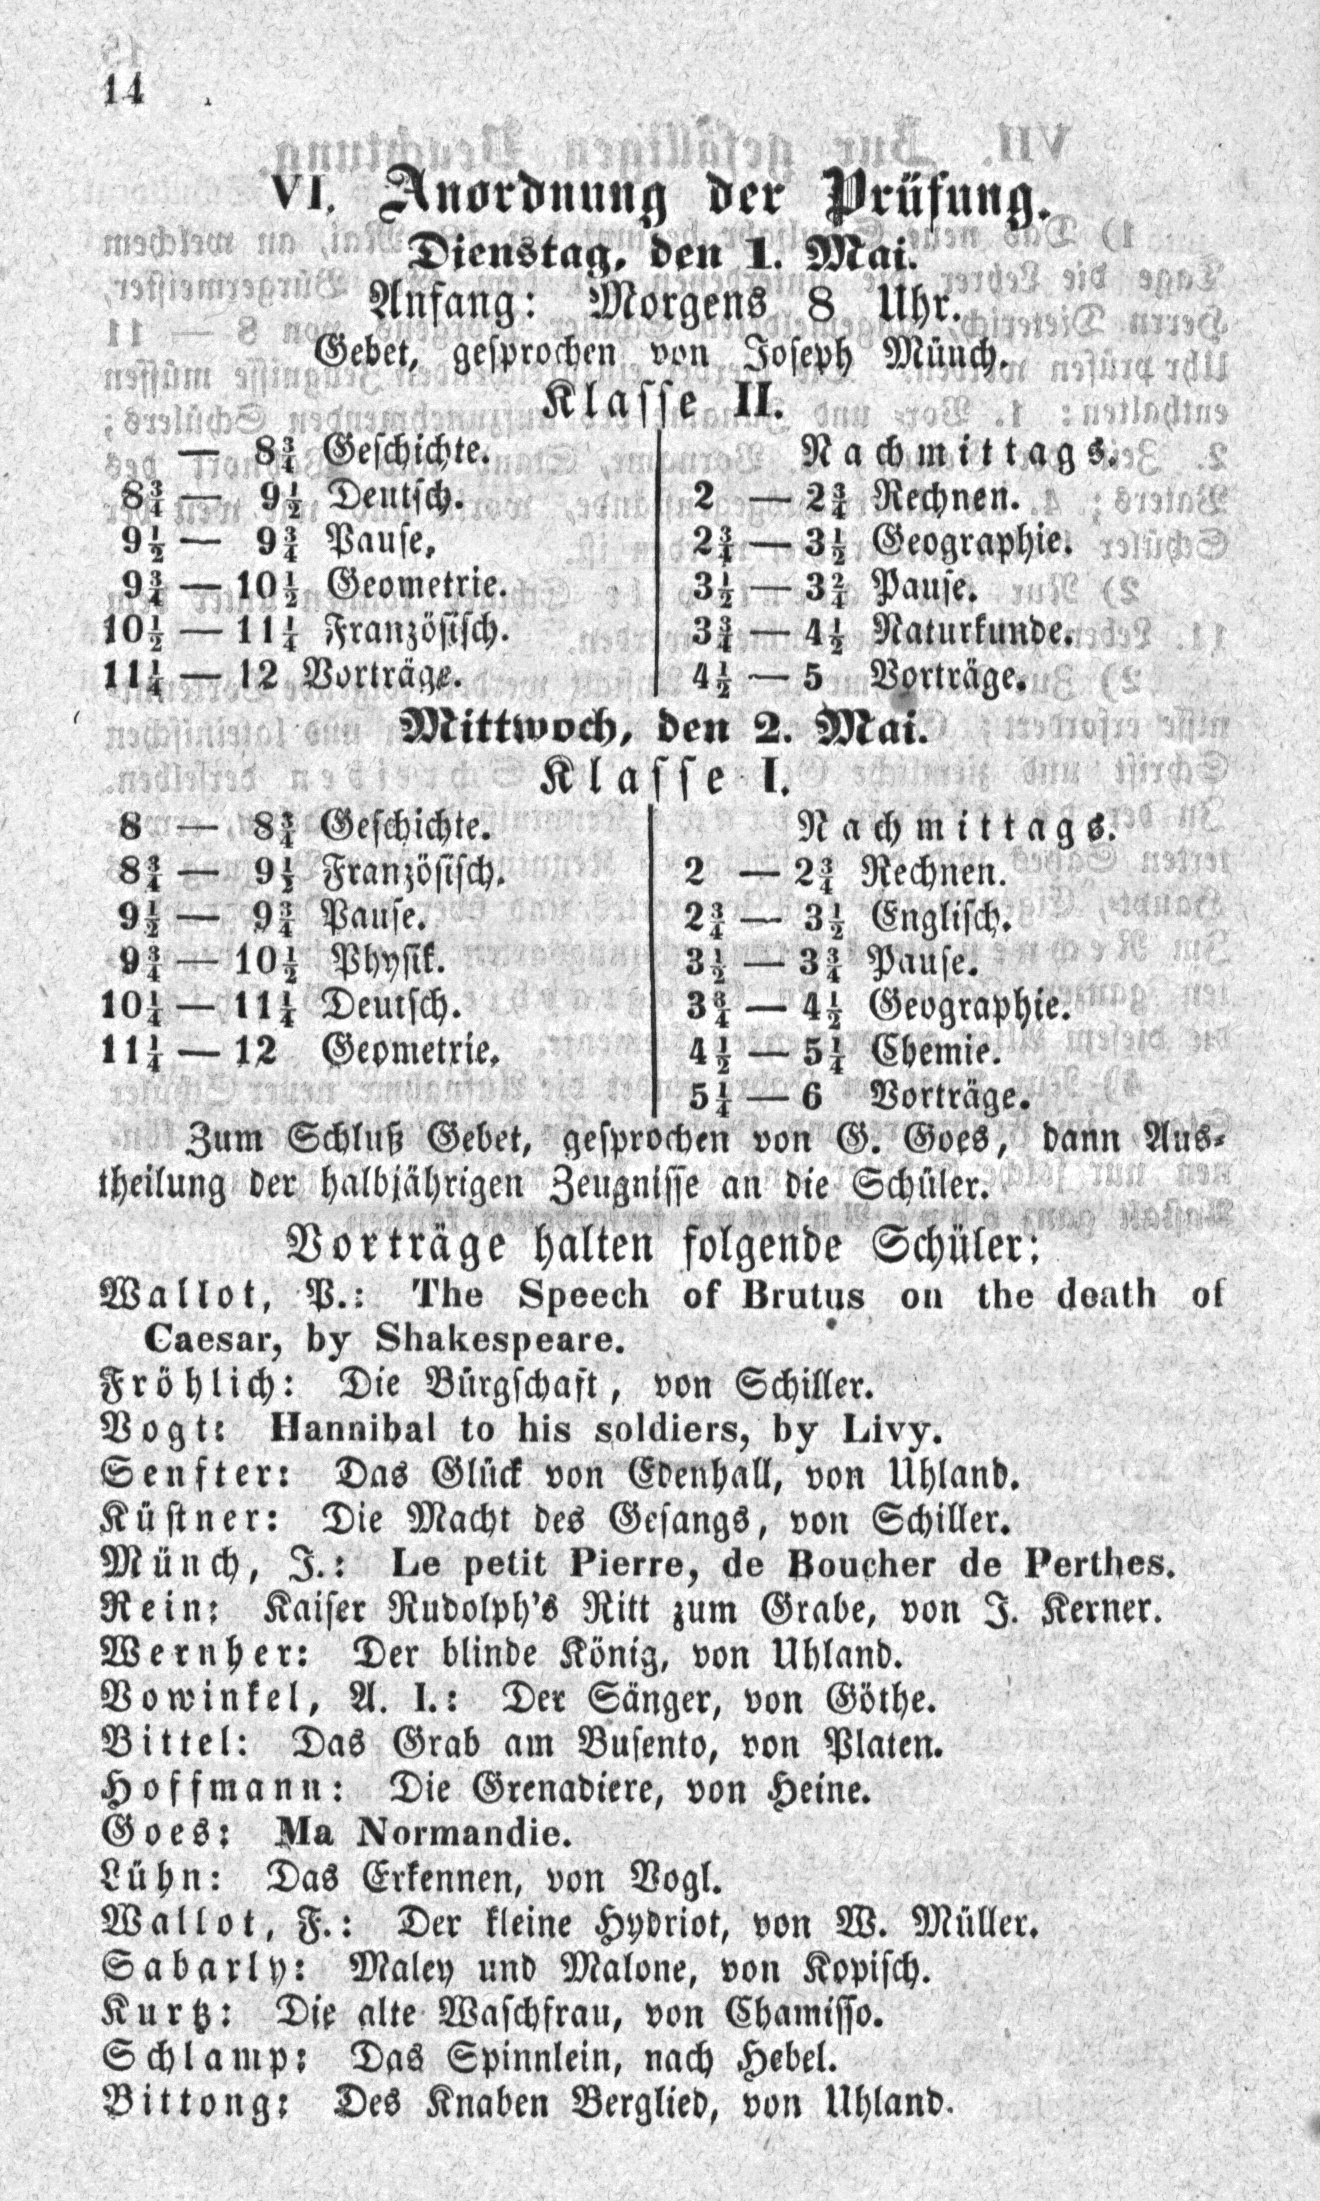 14
VI. Anordnung der Prüfung.
Dienstag, den 1. Mai.
Anfang: Morgens 8 Uhr.
Gebet, gesprochen von Joseph Münch.
Klasse II.
— 8¾ Geschichte.
8¾ — 9½ Deutsch.
9½ — 9¾ Pause,
9¾ — 10½ Geometrie.
10½ — 11¼ Französisch.
11¼ — 12 Vorträge.
Nachmittags.
2 — 2¾ Rechnen.
2¾ — 3½ Geographie.
3½ — 3¾ Pause.
3¾ — 4½ Naturkunde.
4½ — 5 Vorträge.
Mittwoch, den 2. Mai.
Klasse I.
8 — 8¾ Geschichte.
8¾ — 9½ Französisch.
9½ — 9¾ Pause.
9¾ — 10½ Physik.
10¼ — 11¼ Deutsch.
11¼ — 12 Geometrie.
Nachmittags.
2 — 2¾ Rechnen.
2¾ — 3½ Englisch.
3½ — 3¾ Pause.
3¾ — 4½ Geographie.
4½ — 5¼ Chemie.
5¼ — 6 Vorträge.
Zum Schluß Gebet, gesprochen von G. Goes, dann Aus-
theilung der halbjährigen Zeugnisse an die Schüler.
Vorträge halten folgende Schüler:
Wallot, P.: The Speech of Brutus on the death of
Caesar, by Shakespeare.
Fröhlich: Die Bürgschaft, von Schiller.
Vogt: Hannibal to his soldiers, by Livy.
Senfter: Das Glück von Edenhall, von Uhland.
Küstner: Die Macht des Gesangs, von Schiller.
Münch, J.: Le petit Pierre, de Boucher de Perthes.
Rein: Kaiser Rudolph's Ritt zum Grabe, von J. Kerner.
Wernher: Der blinde König, von Uhland.
Vowinkel, A. I.: Der Sänger, von Göthe.
Bittel: Das Grab am Busento, von Platen.
Hoffmann: Die Grenadiere, von Heine.
Goes: Ma Normandie.
Lühn: Das Erkennen, von Vogl.
Wallot, F.: Der kleine Hydriot, von W. Müller.
Sabarly: Maley und Malone, von Kopisch.
Kurtz: Die alte Waschfrau, von Chamisso.
Schlamp: Das Spinnlein, nach Hebel.
Bittong: Des Knaben Berglied, von Uhland.